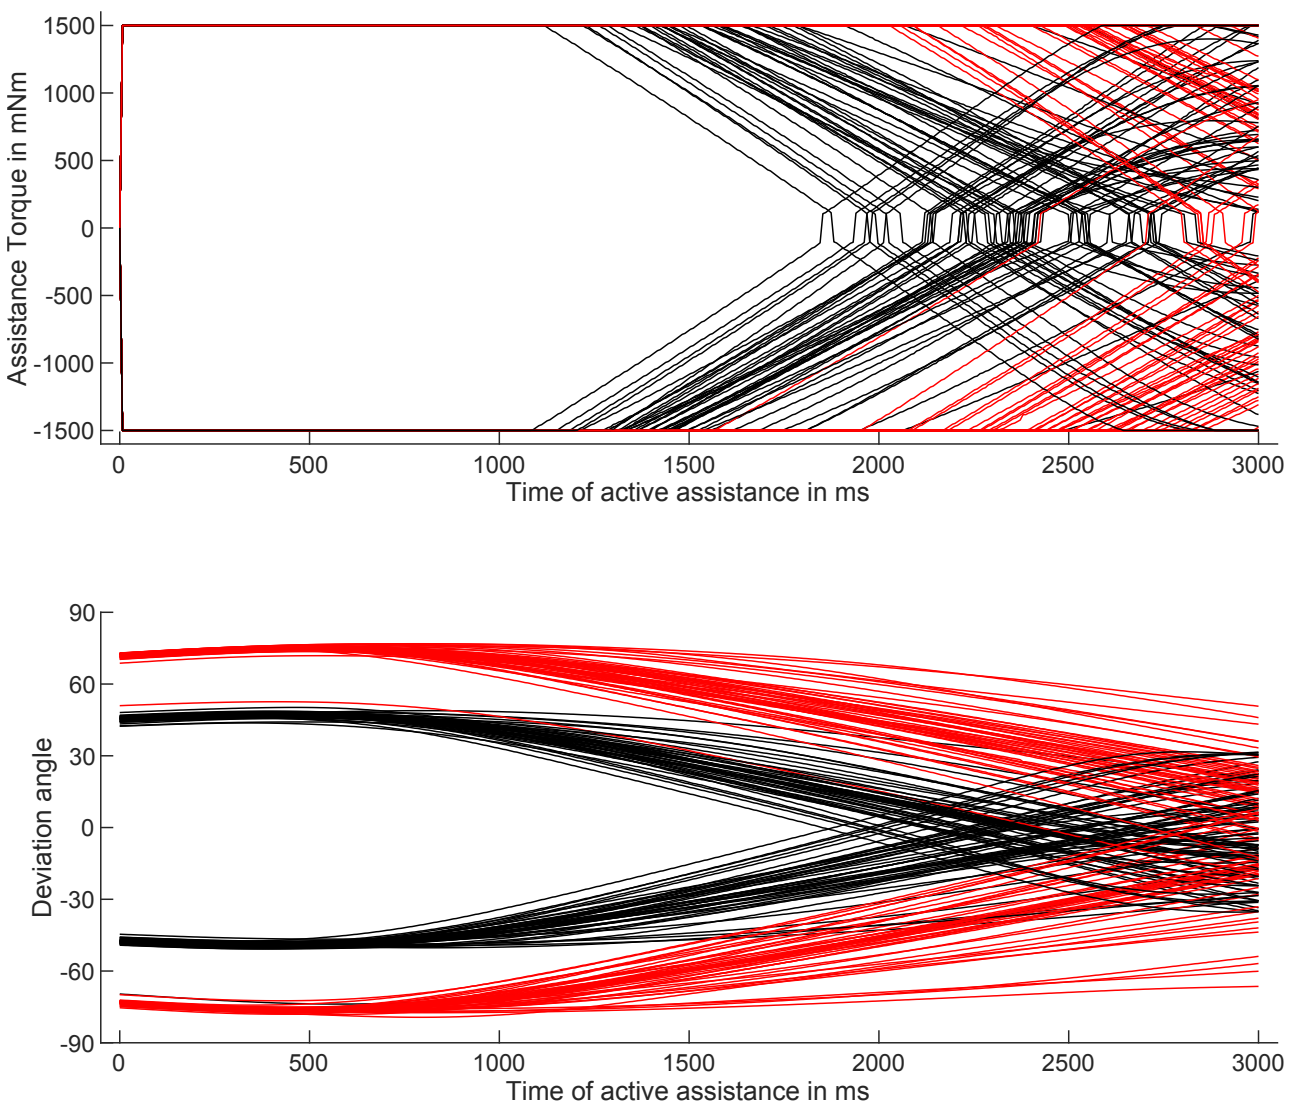 1500
1000
500
0
-500
-1000
-1500
Assistance Torque in mNm
0 500 1000 1500 2000 2500 3000
Time of active assistance in ms
90
60
30
0
-30
-60
-90
Deviation angle
0 500 1000 1500 2000 2500 3000
Time of active assistance in ms